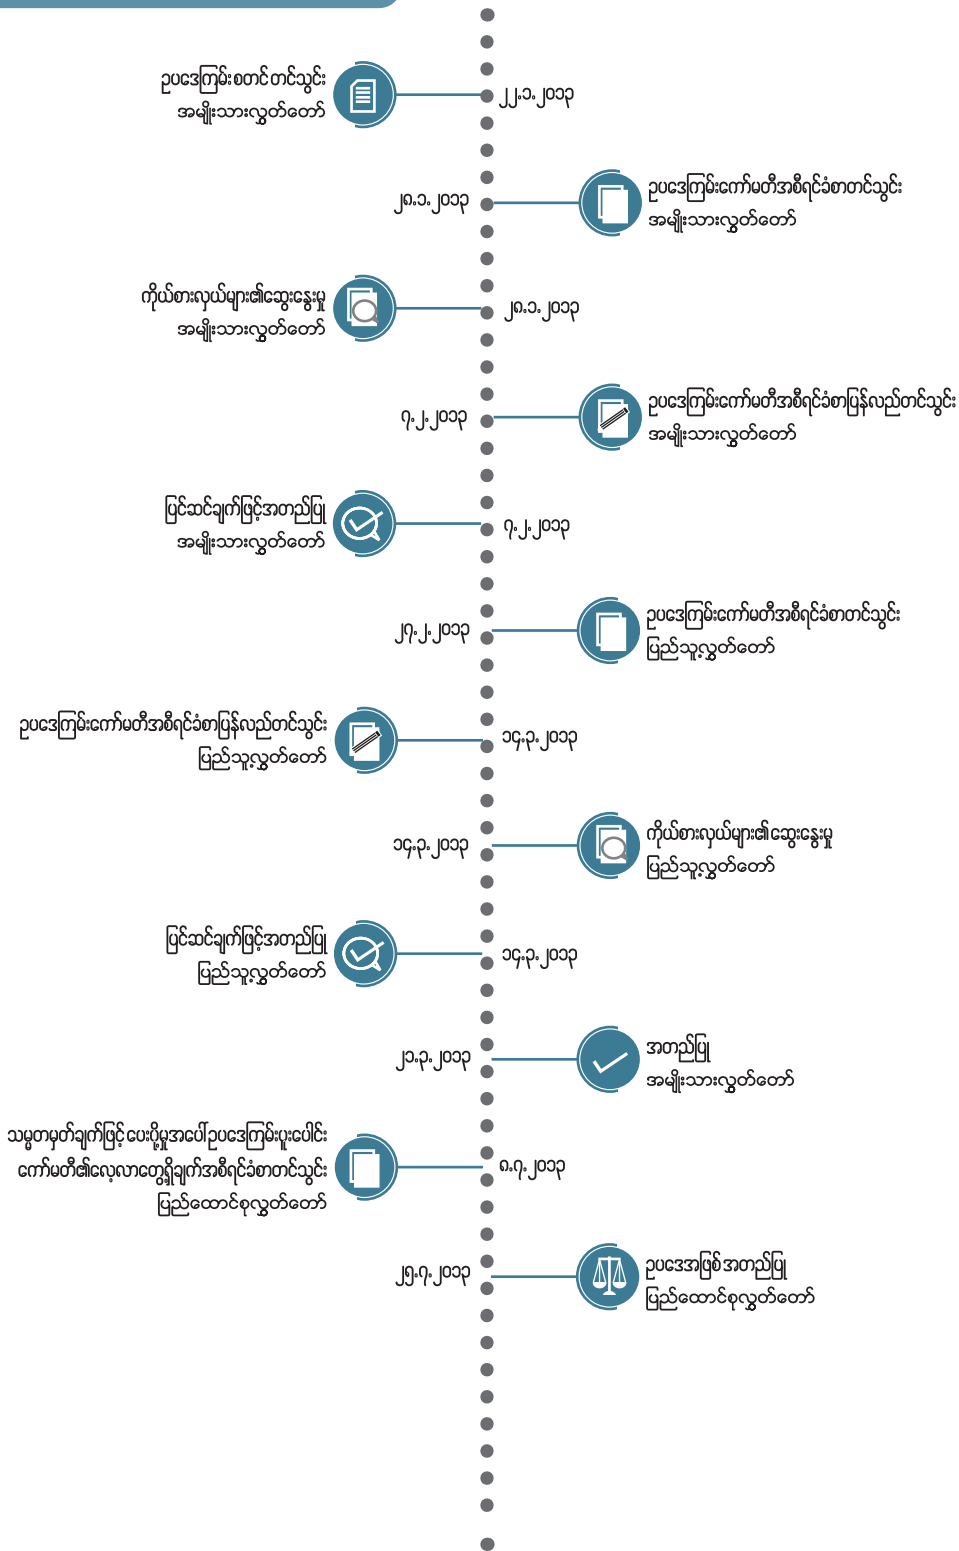 ဥပဒေကြမ်းစတင်တင်သွင်း
အမျိုးသားလွှတ်တော်
၂၂.၁.၂၀၁၃
၂၈.၁.၂၀၁၃
ဥပဒေကြမ်းကော်မတီအစီရင်ခံစာတင်သွင်း
အမျိုးသားလွှတ်တော်
ကိုယ်စားလှယ်များ၏ဆွေးနွေးမှု
အမျိုးသားလွှတ်တော်
၂၈.၁.၂၀၁၃
၇.၂.၂၀၁၃
ဥပဒေကြမ်းကော်မတီအစီရင်ခံစာပြန်လည်တင်သွင်း
အမျိုးသားလွှတ်တော်
ပြင်ဆင်ချက်ဖြင့်အတည်ပြု
အမျိုးသားလွှတ်တော်
၇.၂.၂၀၁၃
၂၇.၂.၂၀၁၃
ဥပဒေကြမ်းကော်မတီအစီရင်ခံစာတင်သွင်း
ပြည်သူ့လွှတ်တော်
ဥပဒေကြမ်းကော်မတီအစီရင်ခံစာပြန်လည်တင်သွင်း
ပြည်သူ့လွှတ်တော်
၁၄.၃.၂၀၁၃
၁၄.၃.၂၀၁၃
ကိုယ်စားလှယ်များ၏ဆွေးနွေးမှု
ပြည်သူ့လွှတ်တော်
ပြင်ဆင်ချက်ဖြင့်အတည်ပြု
ပြည်သူ့လွှတ်တော်
၁၄.၃.၂၀၁၃
၂၁.၃.၂၀၁၃
အတည်ပြု
အမျိုးသားလွှတ်တော်
သမ္မတမှတ်ချက်ဖြင့် ပေးပို့မှုအပေါ် ဥပဒေကြမ်းပူးပေါင်း
ကော်မတီ၏လေ့လာတွေ့ရှိချက်အစီရင်ခံစာတင်သွင်း
ပြည်ထောင်စုလွှတ်တော်
၈.၇.၂၀၁၃
၂၅.၇.၂၀၁၃
ဥပဒေအဖြစ်အတည်ပြု
ပြည်ထောင်စုလွှတ်တော်